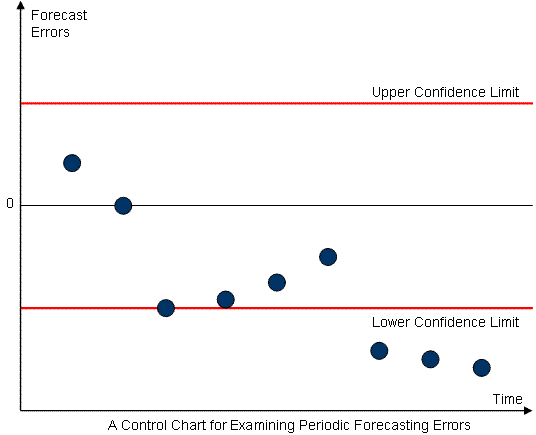 Forecast
Errors
Upper Confidence Limit
0
Lower Confidence Limit
Time
A Control Chart for Examining Periodic Forecasting Errors